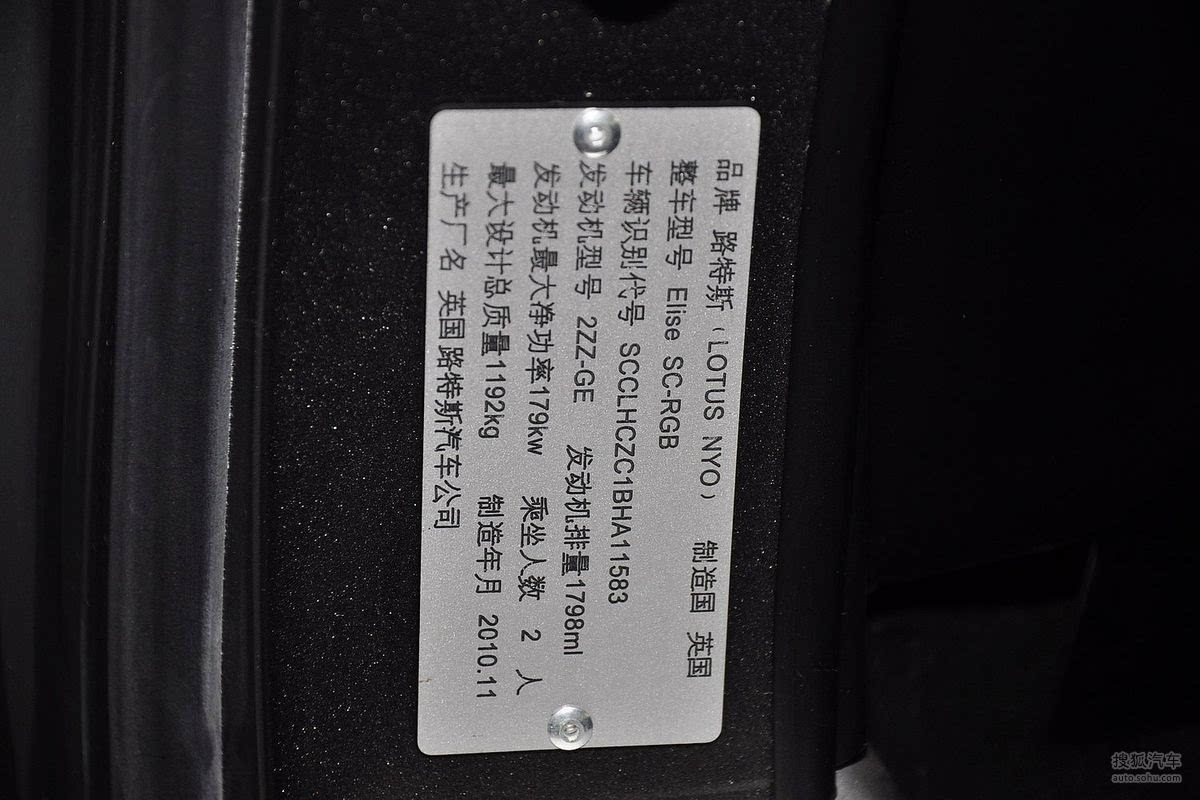 品牌 路特斯(LOTUS NYO) 制造国 英国
整车型号 Elise SC-RGB
车辆识别代号 SCCLHCZC1BHA11583
发动机型号 2ZZ-GE 发动机排量1798ml
发动机最大净功率179kw 乘坐人数 2 人
最大设计总质量1192kg 制造年月 2010.11
生产厂名 英国路特斯汽车公司
搜狐汽车
auto.sohu.com